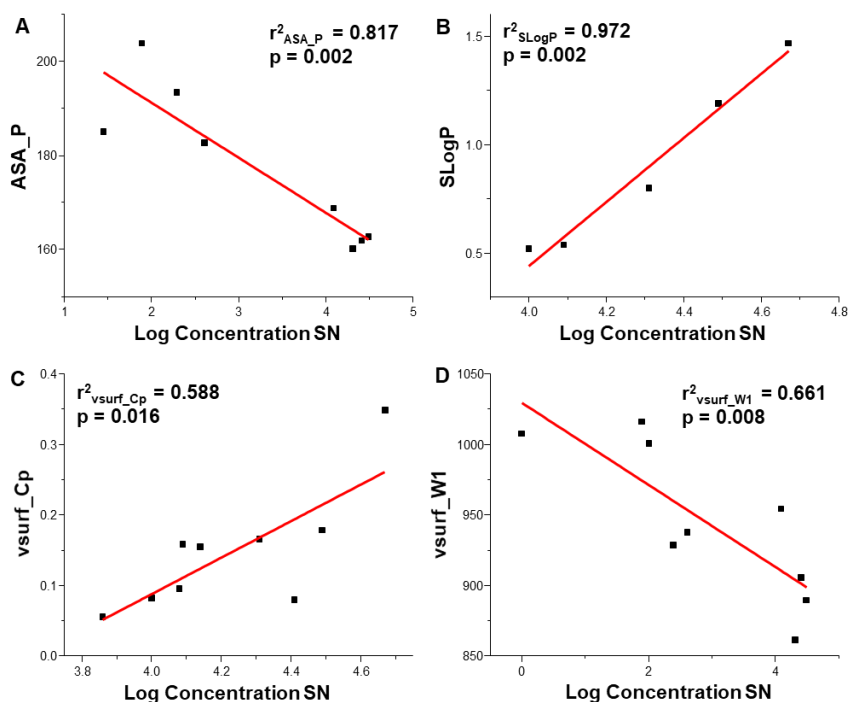 A
r²ASA_P = 0.817
p = 0.002
ASA_P
200
180
160
1 2 3 4 5
Log Concentration SN
B
r²SLogP = 0.972
p = 0.002
SLogP
1.5
1.0
0.5
4.0 4.2 4.4 4.6 4.8
Log Concentration SN
C
r²vsurf_Cp = 0.588
p = 0.016
vsurf_Cp
0.4
0.3
0.2
0.1
0.0
3.8 4.0 4.2 4.4 4.6
Log Concentration SN
D
r²vsurf_W1 = 0.661
p = 0.008
vsurf_W1
1050
1000
950
900
850
0 2 4
Log Concentration SN